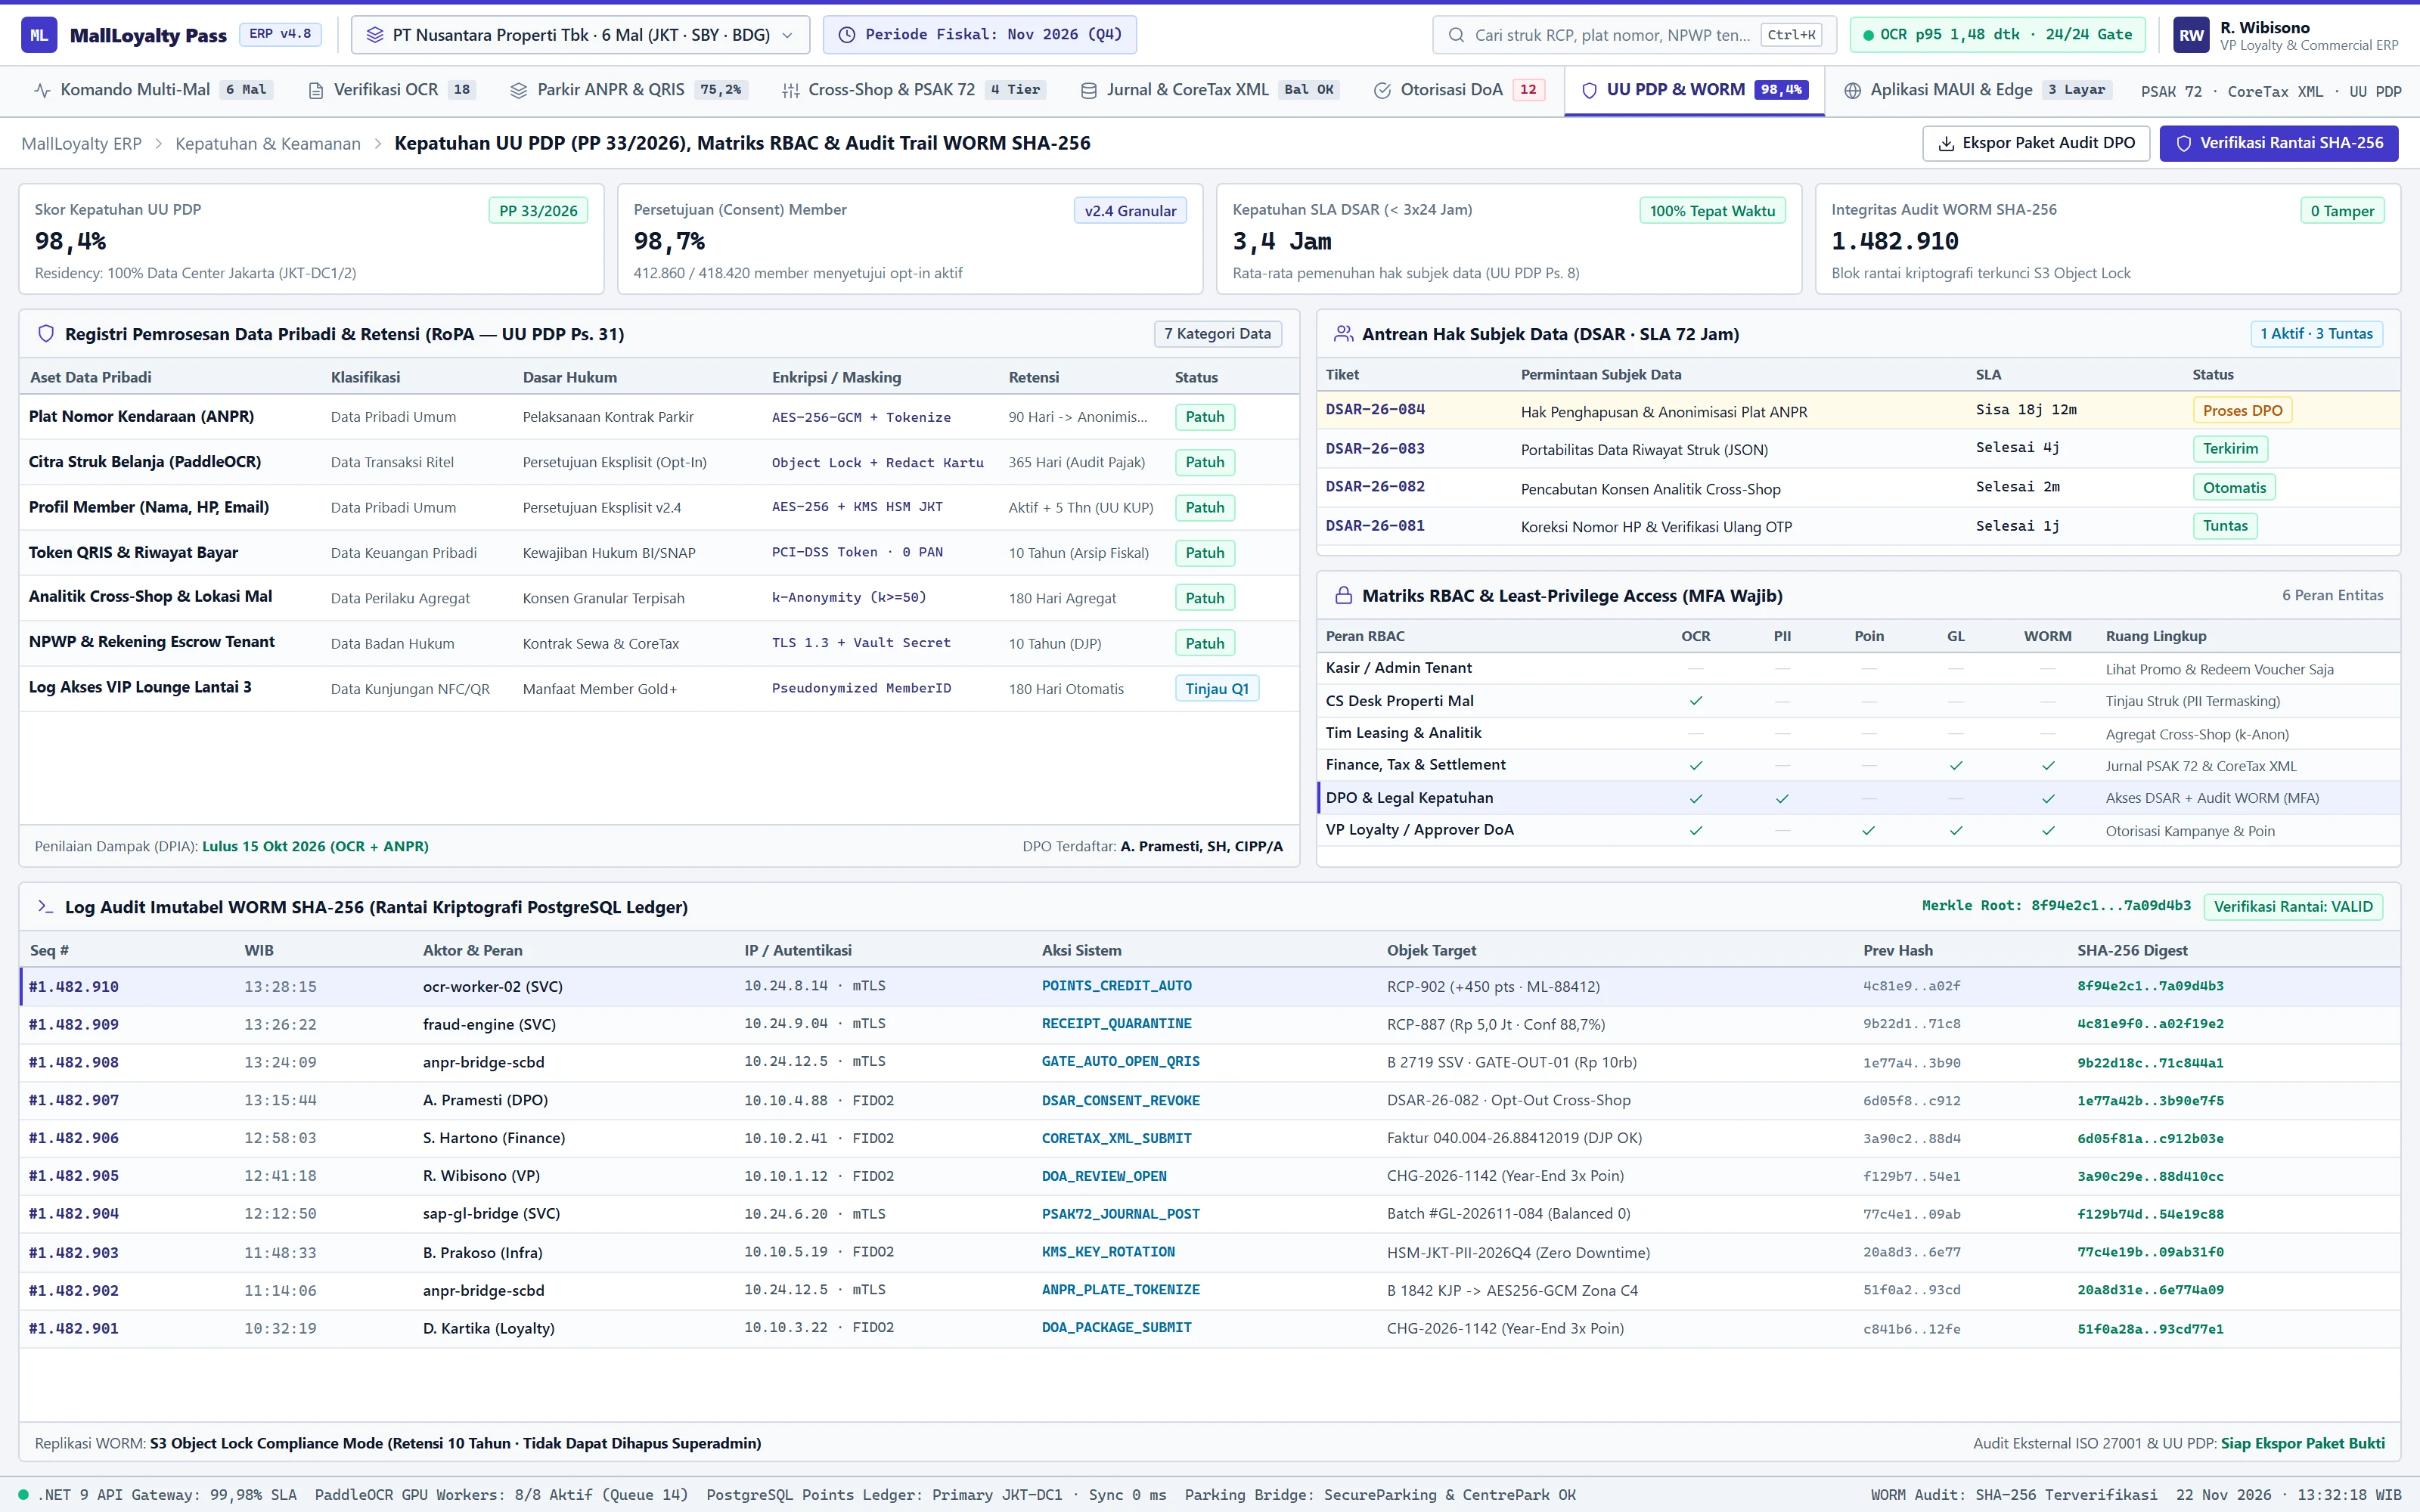 ML MallLoyalty Pass ERP v4.8 PT Nusantara Properti Tbk · 6 Mal (JKT · SBY · BDG) Periode Fiskal: Nov 2026 (Q4) Cari struk RCP, plat nomor, NPWP ten... Ctrl+K OCR p95 1,48 dtk · 24/24 Gate RW R. Wibisono
VP Loyalty & Commercial ERP
Komando Multi-Mal 6 Mal Verifikasi OCR 18 Parkir ANPR & QRIS 75,2% Cross-Shop & PSAK 72 4 Tier Jurnal & CoreTax XML Bal OK Otorisasi DoA 12 UU PDP & WORM 98,4% Aplikasi MAUI & Edge 3 Layar PSAK 72 · CoreTax XML · UU PDP
MallLoyalty ERP > Kepatuhan & Keamanan > Kepatuhan UU PDP (PP 33/2026), Matriks RBAC & Audit Trail WORM SHA-256 Ekspor Paket Audit DPO Verifikasi Rantai SHA-256
Skor Kepatuhan UU PDP PP 33/2026
98,4%
Residency: 100% Data Center Jakarta (JKT-DC1/2)
Persetujuan (Consent) Member v2.4 Granular
98,7%
412.860 / 418.420 member menyetujui opt-in aktif
Kepatuhan SLA DSAR (< 3x24 Jam) 100% Tepat Waktu
3,4 Jam
Rata-rata pemenuhan hak subjek data (UU PDP Ps. 8)
Integritas Audit WORM SHA-256 0 Tamper
1.482.910
Blok rantai kriptografi terkunci S3 Object Lock
Registri Pemrosesan Data Pribadi & Retensi (RoPA — UU PDP Ps. 31) 7 Kategori Data
Aset Data Pribadi Klasifikasi Dasar Hukum Enkripsi / Masking Retensi Status
Plat Nomor Kendaraan (ANPR) Data Pribadi Umum Pelaksanaan Kontrak Parkir AES-256-GCM + Tokenize 90 Hari -> Anonimis... Patuh
Citra Struk Belanja (PaddleOCR) Data Transaksi Ritel Persetujuan Eksplisit (Opt-In) Object Lock + Redact Kartu 365 Hari (Audit Pajak) Patuh
Profil Member (Nama, HP, Email) Data Pribadi Umum Persetujuan Eksplisit v2.4 AES-256 + KMS HSM JKT Aktif + 5 Thn (UU KUP) Patuh
Token QRIS & Riwayat Bayar Data Keuangan Pribadi Kewajiban Hukum BI/SNAP PCI-DSS Token · 0 PAN 10 Tahun (Arsip Fiskal) Patuh
Analitik Cross-Shop & Lokasi Mal Data Perilaku Agregat Konsen Granular Terpisah k-Anonymity (k>=50) 180 Hari Agregat Patuh
NPWP & Rekening Escrow Tenant Data Badan Hukum Kontrak Sewa & CoreTax TLS 1.3 + Vault Secret 10 Tahun (DJP) Patuh
Log Akses VIP Lounge Lantai 3 Data Kunjungan NFC/QR Manfaat Member Gold+ Pseudonymized MemberID 180 Hari Otomatis Tinjau Q1
Penilaian Dampak (DPIA): Lulus 15 Okt 2026 (OCR + ANPR) DPO Terdaftar: A. Pramesti, SH, CIPP/A
Antrean Hak Subjek Data (DSAR · SLA 72 Jam) 1 Aktif · 3 Tuntas
Tiket Permintaan Subjek Data SLA Status
DSAR-26-084 Hak Penghapusan & Anonimisasi Plat ANPR Sisa 18j 12m Proses DPO
DSAR-26-083 Portabilitas Data Riwayat Struk (JSON) Selesai 4j Terkirim
DSAR-26-082 Pencabutan Konsen Analitik Cross-Shop Selesai 2m Otomatis
DSAR-26-081 Koreksi Nomor HP & Verifikasi Ulang OTP Selesai 1j Tuntas
Matriks RBAC & Least-Privilege Access (MFA Wajib) 6 Peran Entitas
Peran RBAC OCR PII Poin GL WORM Ruang Lingkup
Kasir / Admin Tenant — — — — — Lihat Promo & Redeem Voucher Saja
CS Desk Properti Mal ✓ — — — — Tinjau Struk (PII Termasking)
Tim Leasing & Analitik — — — — — Agregat Cross-Shop (k-Anon)
Finance, Tax & Settlement ✓ — — ✓ ✓ Jurnal PSAK 72 & CoreTax XML
DPO & Legal Kepatuhan ✓ ✓ — — ✓ Akses DSAR + Audit WORM (MFA)
VP Loyalty / Approver DoA ✓ — ✓ ✓ ✓ Otorisasi Kampanye & Poin
Log Audit Imutabel WORM SHA-256 (Rantai Kriptografi PostgreSQL Ledger) Merkle Root: 8f94e2c1...7a09d4b3 Verifikasi Rantai: VALID
Seq # WIB Aktor & Peran IP / Autentikasi Aksi Sistem Objek Target Prev Hash SHA-256 Digest
#1.482.910 13:28:15 ocr-worker-02 (SVC) 10.24.8.14 · mTLS POINTS_CREDIT_AUTO RCP-902 (+450 pts · ML-88412) 4c81e9..a02f 8f94e2c1..7a09d4b3
#1.482.909 13:26:22 fraud-engine (SVC) 10.24.9.04 · mTLS RECEIPT_QUARANTINE RCP-887 (Rp 5,0 Jt · Conf 88,7%) 9b22d1..71c8 4c81e9f0..a02f19e2
#1.482.908 13:24:09 anpr-bridge-scbd 10.24.12.5 · mTLS GATE_AUTO_OPEN_QRIS B 2719 SSV · GATE-OUT-01 (Rp 10rb) 1e77a4..3b90 9b22d18c..71c844a1
#1.482.907 13:15:44 A. Pramesti (DPO) 10.10.4.88 · FIDO2 DSAR_CONSENT_REVOKE DSAR-26-082 · Opt-Out Cross-Shop 6d05f8..c912 1e77a42b..3b90e7f5
#1.482.906 12:58:03 S. Hartono (Finance) 10.10.2.41 · FIDO2 CORETAX_XML_SUBMIT Faktur 040.004-26.88412019 (DJP OK) 3a90c2..88d4 6d05f81a..c912b03e
#1.482.905 12:41:18 R. Wibisono (VP) 10.10.1.12 · FIDO2 DOA_REVIEW_OPEN CHG-2026-1142 (Year-End 3x Poin) f129b7..54e1 3a90c29e..88d410cc
#1.482.904 12:12:50 sap-gl-bridge (SVC) 10.24.6.20 · mTLS PSAK72_JOURNAL_POST Batch #GL-202611-084 (Balanced 0) 77c4e1..09ab f129b74d..54e19c88
#1.482.903 11:48:33 B. Prakoso (Infra) 10.10.5.19 · FIDO2 KMS_KEY_ROTATION HSM-JKT-PII-2026Q4 (Zero Downtime) 20a8d3..6e77 77c4e19b..09ab31f0
#1.482.902 11:14:06 anpr-bridge-scbd 10.24.12.5 · mTLS ANPR_PLATE_TOKENIZE B 1842 KJP -> AES256-GCM Zona C4 51f0a2..93cd 20a8d31e..6e774a09
#1.482.901 10:32:19 D. Kartika (Loyalty) 10.10.3.22 · FIDO2 DOA_PACKAGE_SUBMIT CHG-2026-1142 (Year-End 3x Poin) c841b6..12fe 51f0a28a..93cd77e1
Replikasi WORM: S3 Object Lock Compliance Mode (Retensi 10 Tahun · Tidak Dapat Dihapus Superadmin) Audit Eksternal ISO 27001 & UU PDP: Siap Ekspor Paket Bukti
.NET 9 API Gateway: 99,98% SLA PaddleOCR GPU Workers: 8/8 Aktif (Queue 14) PostgreSQL Points Ledger: Primary JKT-DC1 · Sync 0 ms Parking Bridge: SecureParking & CentrePark OK WORM Audit: SHA-256 Terverifikasi 22 Nov 2026 · 13:32:18 WIB